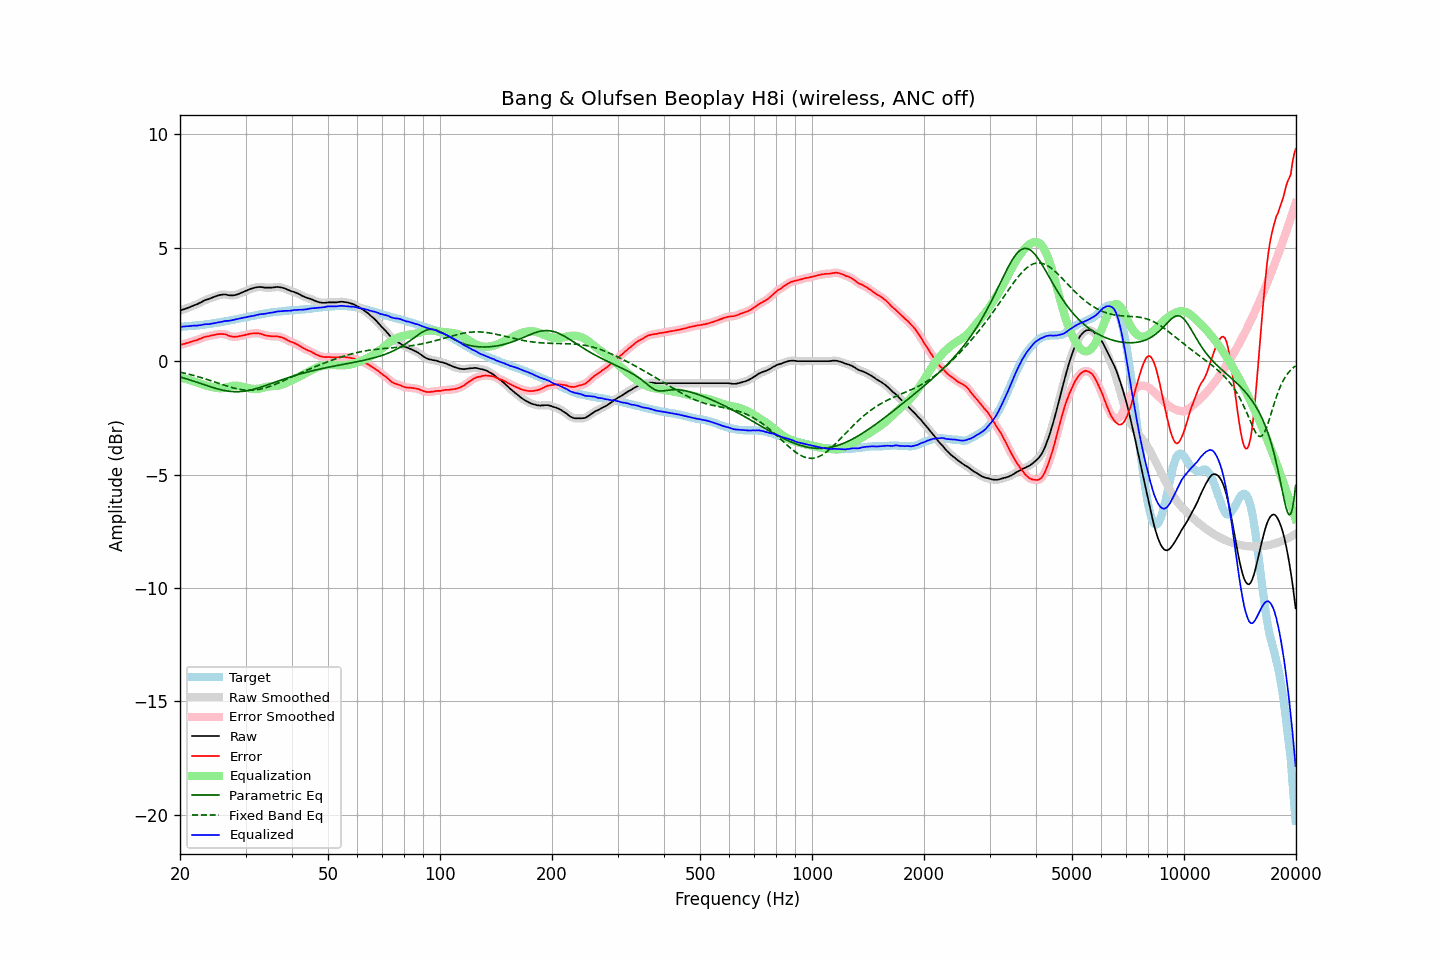 Bang & Olufsen Beoplay H8i (wireless, ANC off)
10
5
0
−5
−10
−15
−20
Amplitude (dBr)
Target
Raw Smoothed
Error Smoothed
Raw
Error
Equalization
Parametric Eq
Fixed Band Eq
Equalized
20 50 100 200 500 1000 2000 5000 10000 20000
Frequency (Hz)